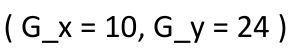 ( G_x = 10, G_y = 24 )